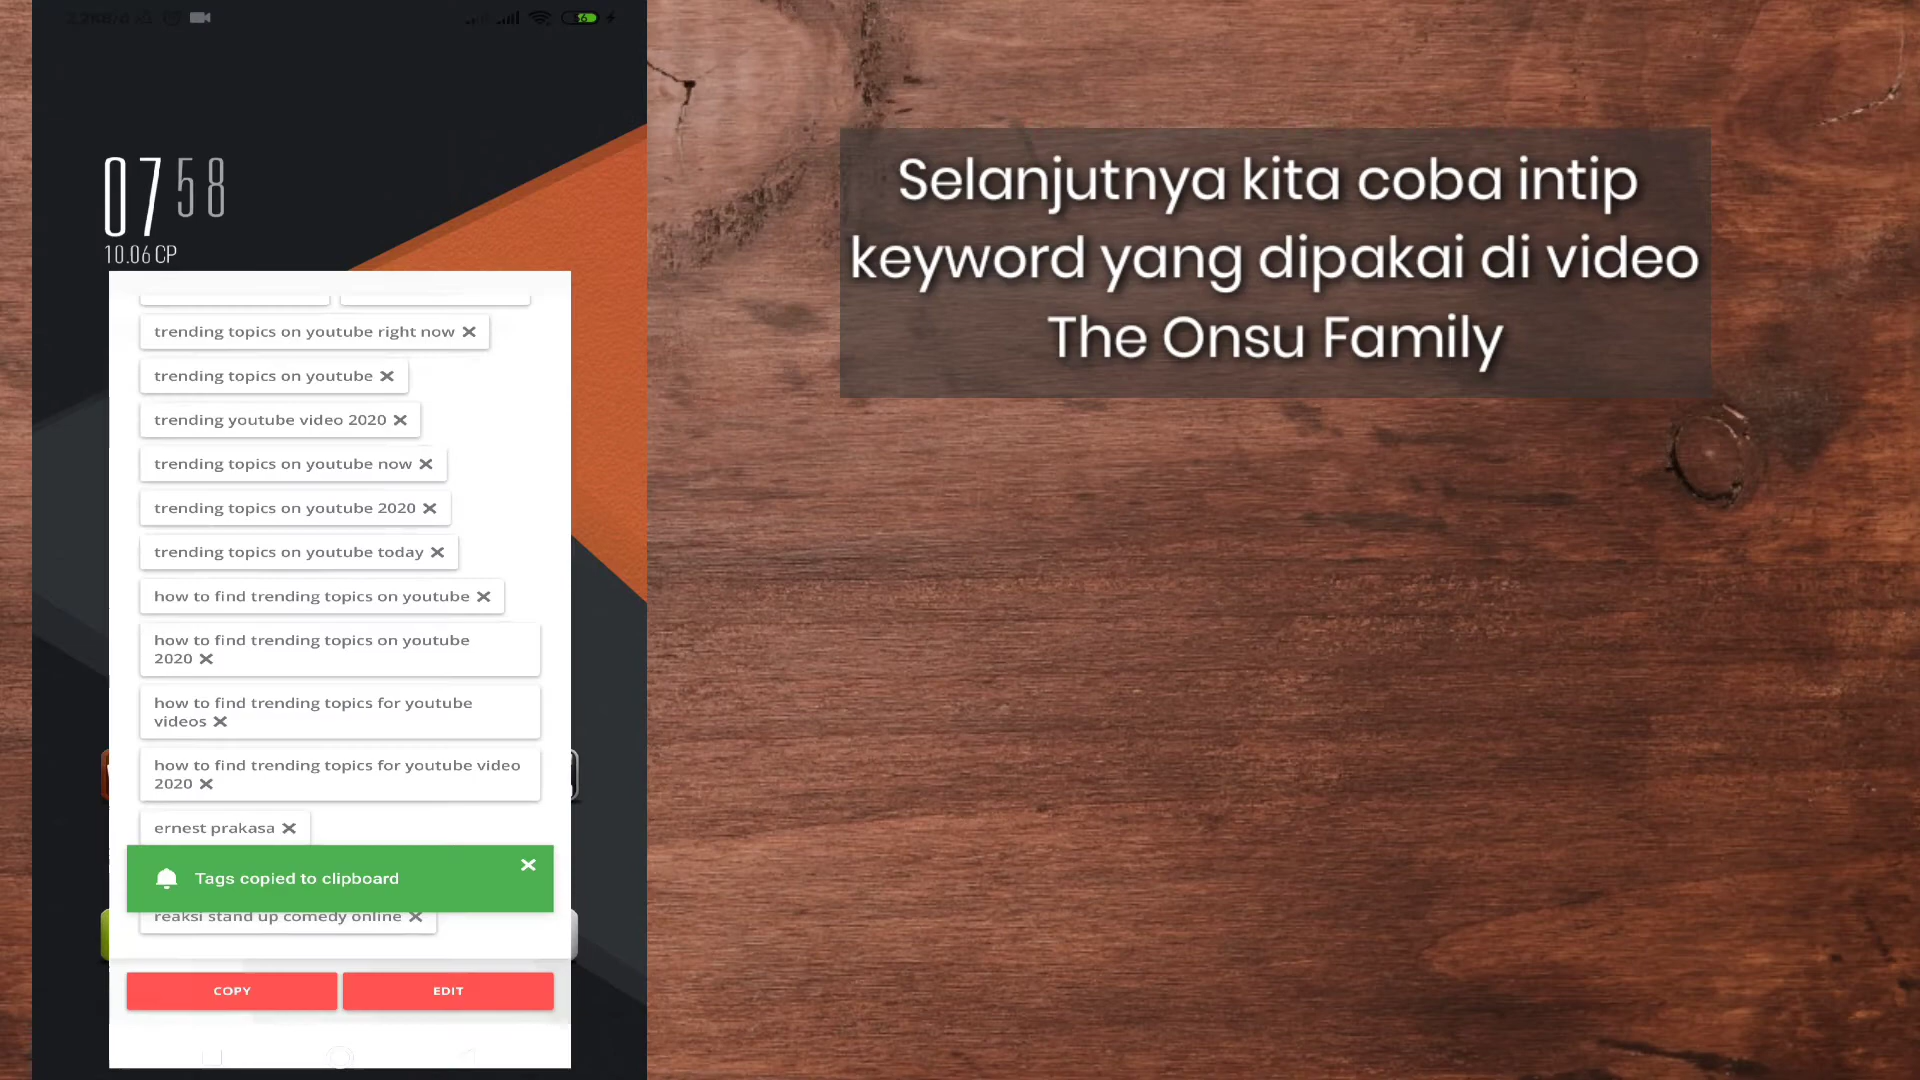 2.2KB/s
56
07 58
10.06 CP
trending topics on youtube right now ✕
trending topics on youtube ✕
trending youtube video 2020 ✕
trending topics on youtube now ✕
trending topics on youtube 2020 ✕
trending topics on youtube today ✕
how to find trending topics on youtube ✕
how to find trending topics on youtube
2020 ✕
how to find trending topics for youtube
videos ✕
how to find trending topics for youtube video
2020 ✕
ernest prakasa ✕
Tags copied to clipboard ✕
reaksi stand up comedy online ✕
COPY
EDIT
Selanjutnya kita coba intip
keyword yang dipakai di video
The Onsu Family